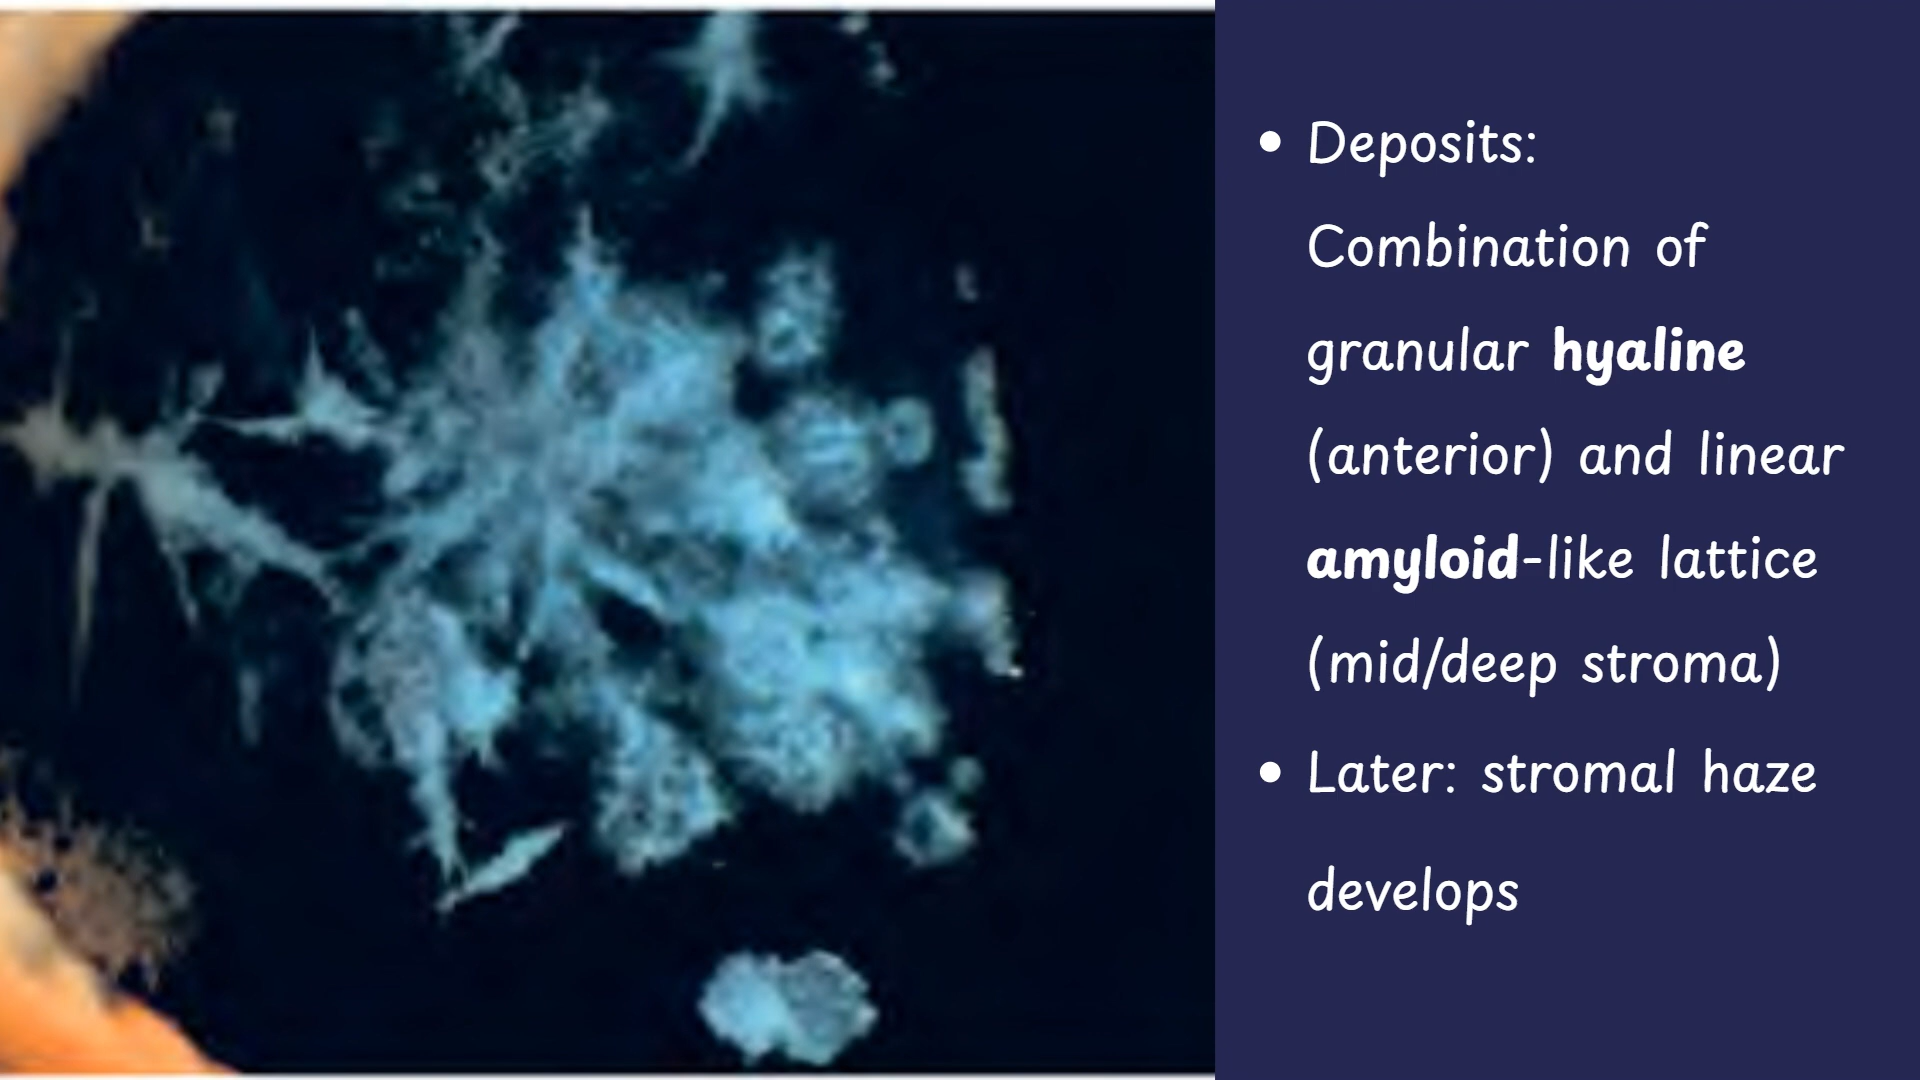 • Deposits:
Combination of
granular hyaline
(anterior) and linear
amyloid-like lattice
(mid/deep stroma)
• Later: stromal haze
develops